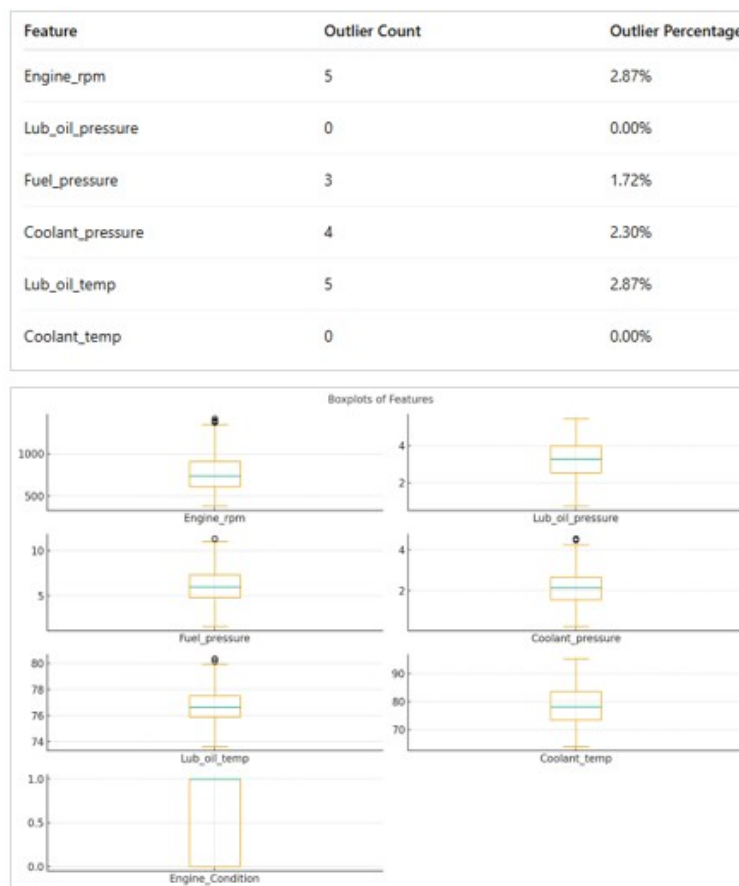 Feature Outlier Count Outlier Percentage
Engine_rpm 5 2.87%
Lub_oil_pressure 0 0.00%
Fuel_pressure 3 1.72%
Coolant_pressure 4 2.30%
Lub_oil_temp 5 2.87%
Coolant_temp 0 0.00%
Boxplots of Features
1000
500
Engine_rpm
4
2
Lub_oil_pressure
10
5
Fuel_pressure
4
2
Coolant_pressure
80
78
76
74
Lub_oil_temp
90
80
70
Coolant_temp
1.0
0.5
0.0
Engine_Condition